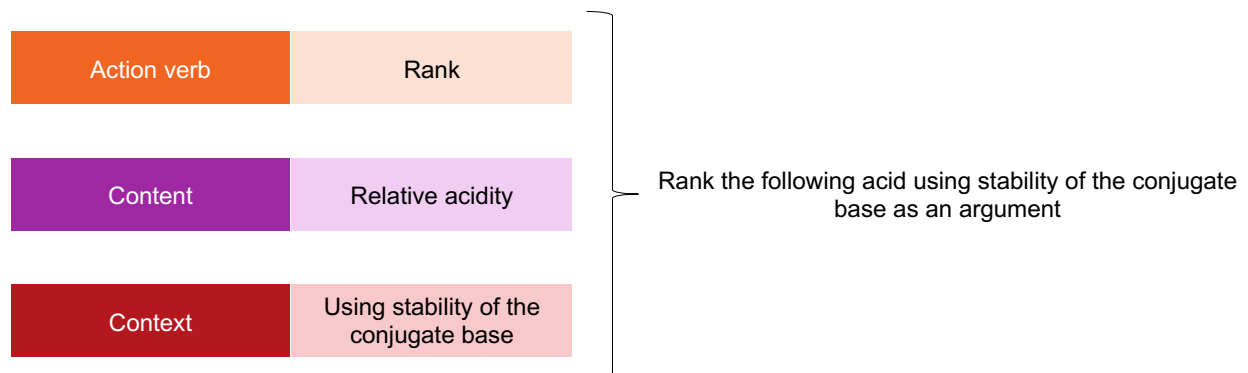 Action verb
Rank
Content
Relative acidity
Rank the following acid using stability of the conjugate
base as an argument
Context
Using stability of the
conjugate base